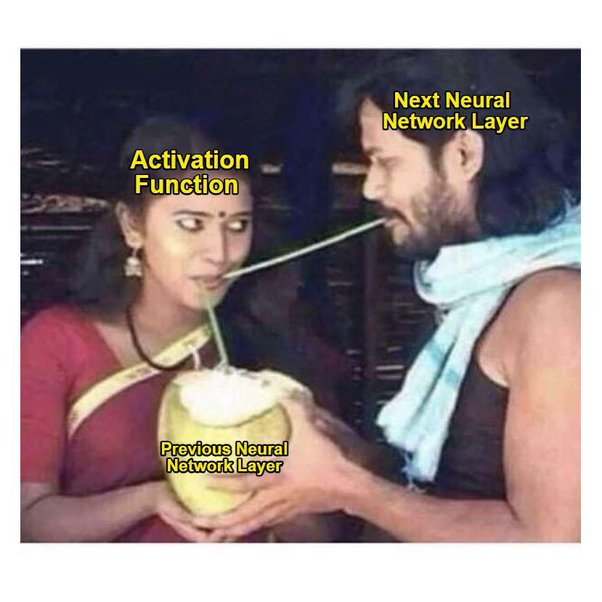 Next Neural
Network Layer
Activation
Function
Previous Neural
Network Layer